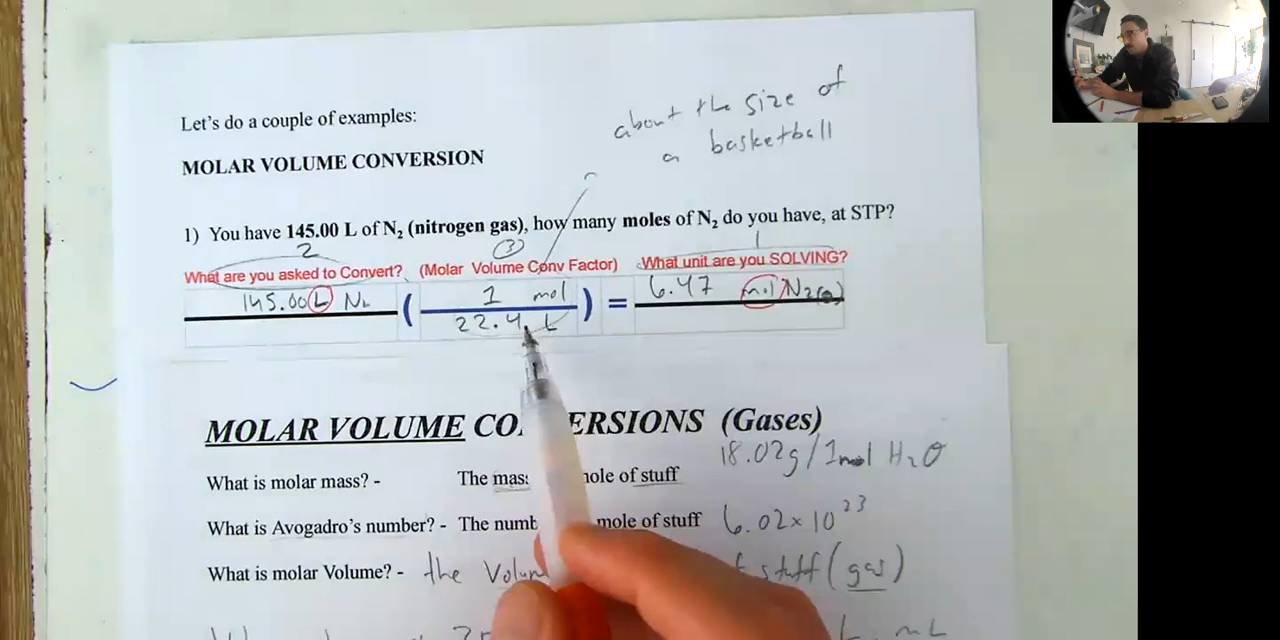 about the size of
a basketball
Let's do a couple of examples:
MOLAR VOLUME CONVERSION
1) You have 145.00 L of N₂ (nitrogen gas), how many moles of N₂ do you have, at STP?
2 (3) 1
What are you asked to Convert? (Molar Volume Conv Factor) What unit are you SOLVING?
145.00 L N₂ ( 1 mol ) = 6.47 mol N₂(g)
22.4 L
MOLAR VOLUME CONVERSIONS (Gases)
18.02g/1mol H₂O
What is molar mass? - The mass mole of stuff
What is Avogadro's number? - The numb mole of stuff 6.02×10²³
What is molar Volume? - the Volum stuff (gas)
L, mL